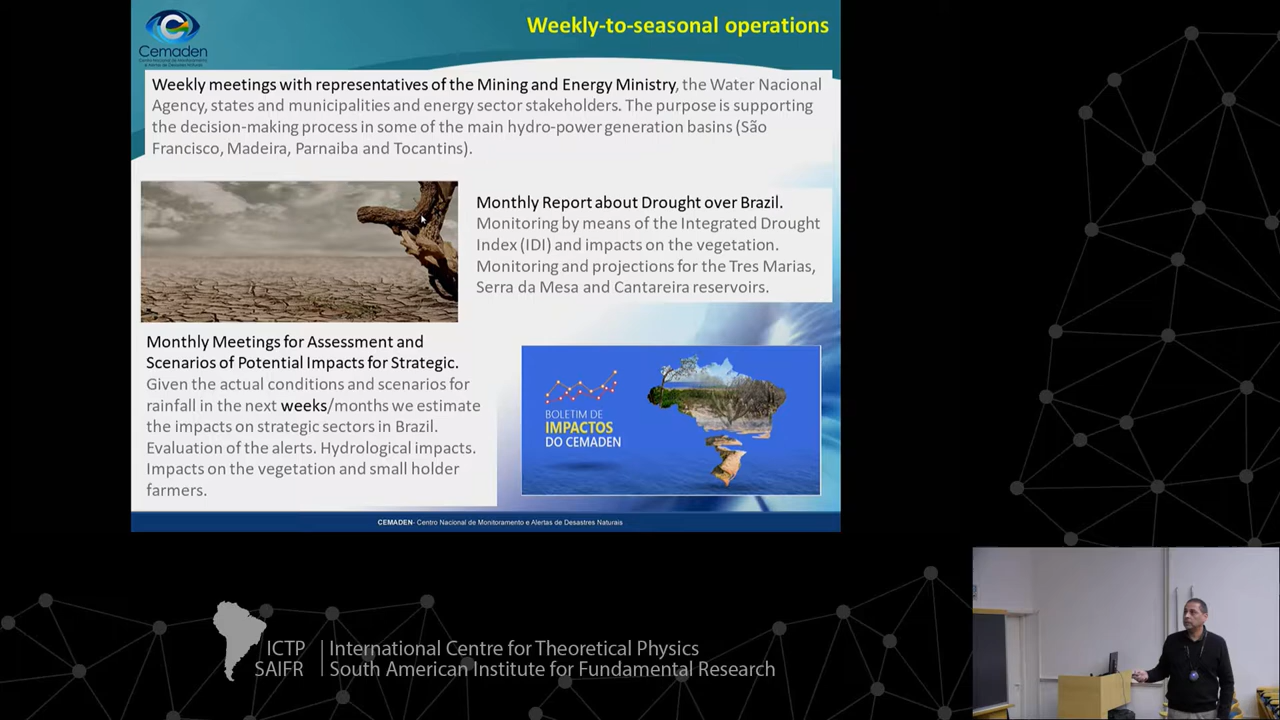 Weekly-to-seasonal operations
Cemaden
Weekly meetings with representatives of the Mining and Energy Ministry, the Water Nacional
Agency, states and municipalities and energy sector stakeholders. The purpose is supporting
the decision-making process in some of the main hydro-power generation basins (São
Francisco, Madeira, Parnaiba and Tocantins).
Monthly Report about Drought over Brazil.
Monitoring by means of the Integrated Drought
Index (IDI) and impacts on the vegetation.
Monitoring and projections for the Tres Marias,
Serra da Mesa and Cantareira reservoirs.
Monthly Meetings for Assessment and
Scenarios of Potential Impacts for Strategic.
Given the actual conditions and scenarios for
rainfall in the next weeks/months we estimate
the impacts on strategic sectors in Brazil.
Evaluation of the alerts. Hydrological impacts.
Impacts on the vegetation and small holder
farmers.
BOLETIM DE
IMPACTOS
DO CEMADEN
CEMADEN- Centro Nacional de Monitoramento e Alertas de Desastres Naturais
ICTP
SAIFR
International Centre for Theoretical Physics
South American Institute for Fundamental Research